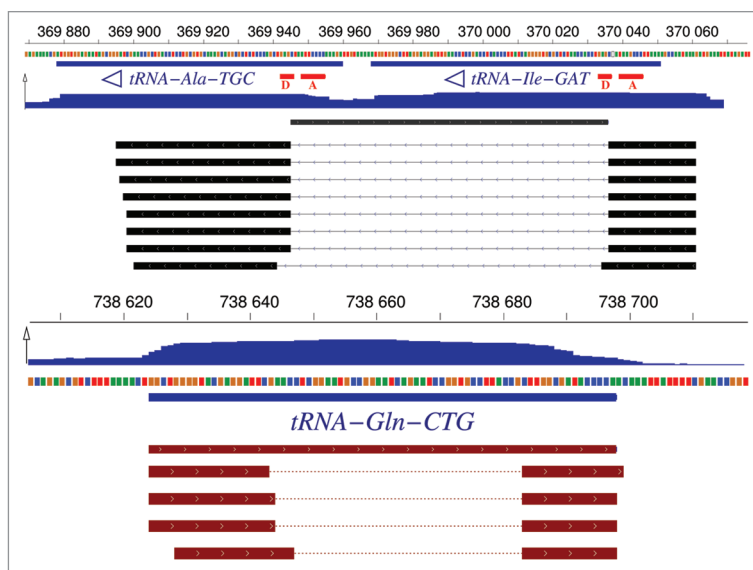 369 880 369 900 369 920 369 940 369 960 369 980 370 000 370 020 370 040 370 060
tRNA−Ala−TGC tRNA−Ile−GAT
D A D A
738 620 738 640 738 660 738 680 738 700
tRNA−Gln−CTG